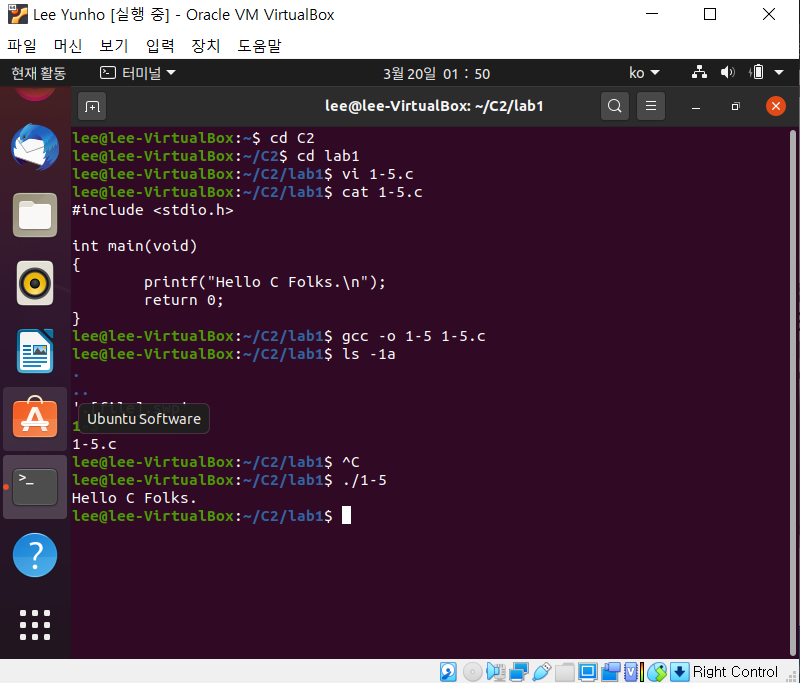 Lee Yunho [실행 중] - Oracle VM VirtualBox
파일 머신 보기 입력 장치 도움말
현재 활동 터미널 3월 20일 01 : 50 ko
lee@lee-VirtualBox: ~/C2/lab1
lee@lee-VirtualBox:~$ cd C2
lee@lee-VirtualBox:~/C2$ cd lab1
lee@lee-VirtualBox:~/C2/lab1$ vi 1-5.c
lee@lee-VirtualBox:~/C2/lab1$ cat 1-5.c
#include <stdio.h>
int main(void)
{
printf("Hello C Folks.\n");
return 0;
}
lee@lee-VirtualBox:~/C2/lab1$ gcc -o 1-5 1-5.c
lee@lee-VirtualBox:~/C2/lab1$ ls -1a
.
..
Ubuntu Software
1-5.c
lee@lee-VirtualBox:~/C2/lab1$ ^C
lee@lee-VirtualBox:~/C2/lab1$ ./1-5
Hello C Folks.
lee@lee-VirtualBox:~/C2/lab1$
Right Control